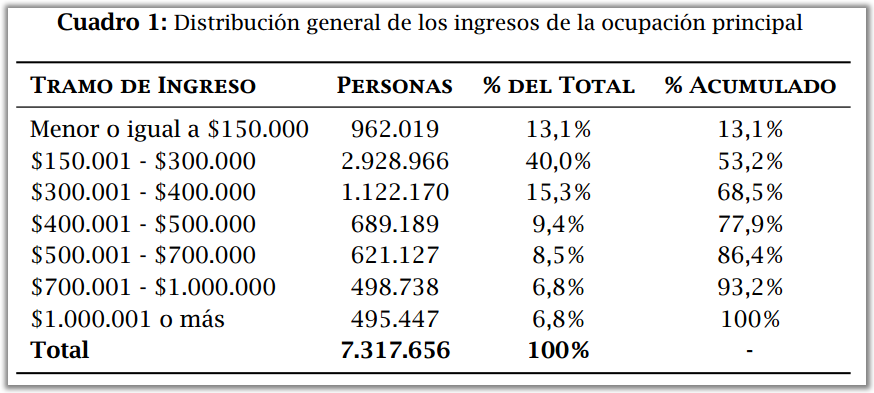 Cuadro 1: Distribución general de los ingresos de la ocupación principal
Tramo de Ingreso Personas % del Total % Acumulado
Menor o igual a $150.000 962.019 13,1% 13,1%
$150.001 - $300.000 2.928.966 40,0% 53,2%
$300.001 - $400.000 1.122.170 15,3% 68,5%
$400.001 - $500.000 689.189 9,4% 77,9%
$500.001 - $700.000 621.127 8,5% 86,4%
$700.001 - $1.000.000 498.738 6,8% 93,2%
$1.000.001 o más 495.447 6,8% 100%
Total 7.317.656 100% -